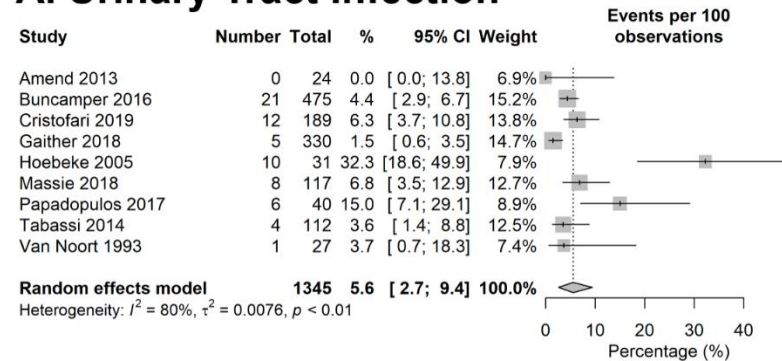 A. Urinary Tract Infection
Events per 100
observations
Study Number Total % 95% CI Weight
Amend 2013 0 24 0.0 [ 0.0; 13.8] 6.9%
Buncamper 2016 21 475 4.4 [ 2.9; 6.7] 15.2%
Cristofari 2019 12 189 6.3 [ 3.7; 10.8] 13.8%
Gaither 2018 5 330 1.5 [ 0.6; 3.5] 14.7%
Hoebeke 2005 10 31 32.3 [18.6; 49.9] 7.9%
Massie 2018 8 117 6.8 [ 3.5; 12.9] 12.7%
Papadopulos 2017 6 40 15.0 [ 7.1; 29.1] 8.9%
Tabassi 2014 4 112 3.6 [ 1.4; 8.8] 12.5%
Van Noort 1993 1 27 3.7 [ 0.7; 18.3] 7.4%
Random effects model 1345 5.6 [ 2.7; 9.4] 100.0%
Heterogeneity: I² = 80%, τ² = 0.0076, p < 0.01
0 10 20 30 40
Percentage (%)